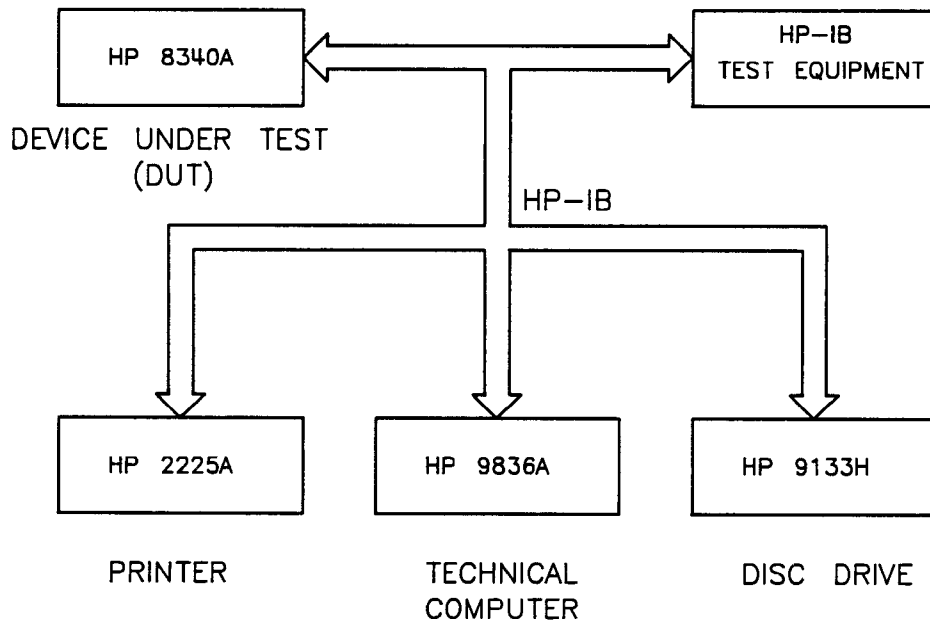 HP 8340A
HP-IB
TEST EQUIPMENT
DEVICE UNDER TEST
(DUT)
HP-IB
HP 2225A
HP 9836A
HP 9133H
PRINTER
TECHNICAL
COMPUTER
DISC DRIVE